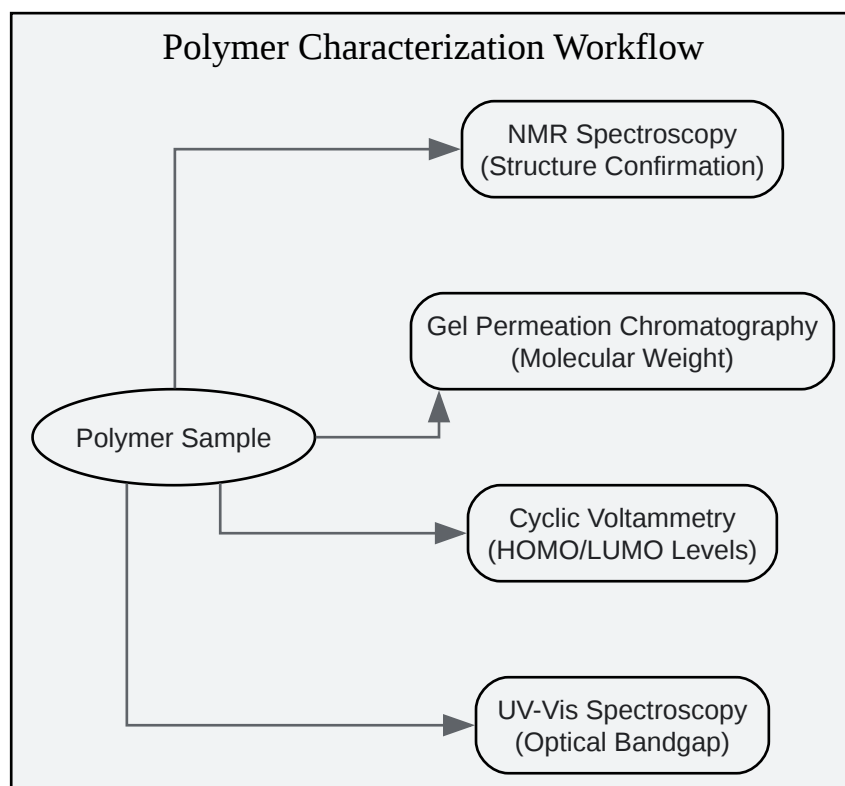 Polymer Characterization Workflow
NMR Spectroscopy
(Structure Confirmation)
Gel Permeation Chromatography
(Molecular Weight)
Polymer Sample
Cyclic Voltammetry
(HOMO/LUMO Levels)
UV-Vis Spectroscopy
(Optical Bandgap)